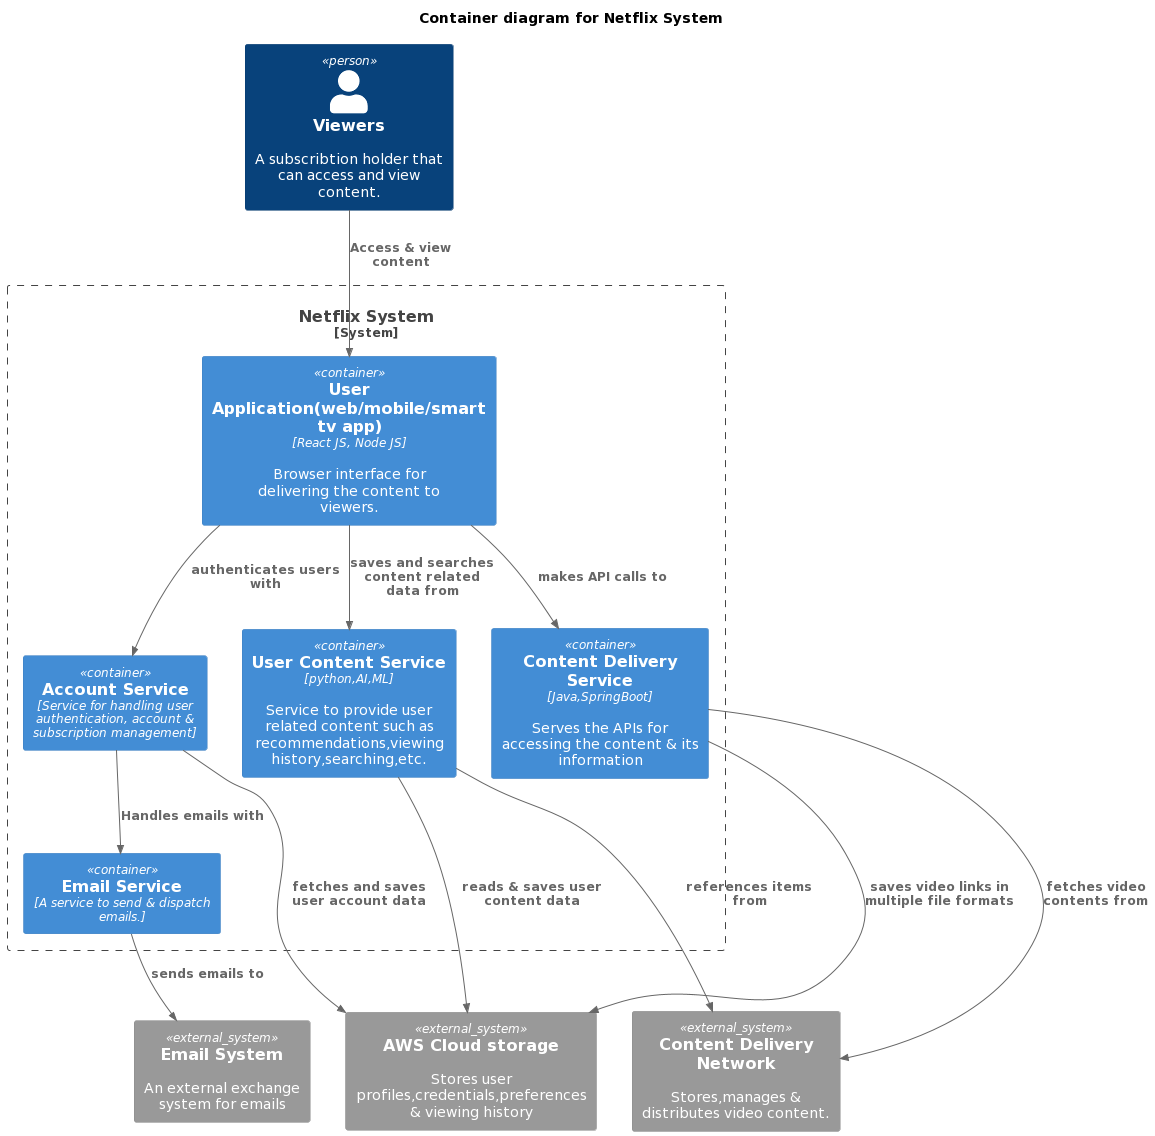 Container diagram for Netflix System
«person»
Viewers
A subscribtion holder that
can access and view
content.
Access & view
content
Netflix System
[System]
«container»
User
Application(web/mobile/smart
tv app)
[React JS, Node JS]
Browser interface for
delivering the content to
viewers.
authenticates users
with
saves and searches
content related
data from
makes API calls to
«container»
Account Service
[Service for handling user
authentication, account &
subscription management]
«container»
User Content Service
[python,AI,ML]
Service to provide user
related content such as
recommendations,viewing
history,searching,etc.
«container»
Content Delivery
Service
[Java,SpringBoot]
Serves the APIs for
accessing the content & its
information
Handles emails with
«container»
Email Service
[A service to send & dispatch
emails.]
fetches and saves
user account data
reads & saves user
content data
references items
from
saves video links in
multiple file formats
fetches video
contents from
sends emails to
«external_system»
Email System
An external exchange
system for emails
«external_system»
AWS Cloud storage
Stores user
profiles,credentials,preferences
& viewing history
«external_system»
Content Delivery
Network
Stores,manages &
distributes video content.